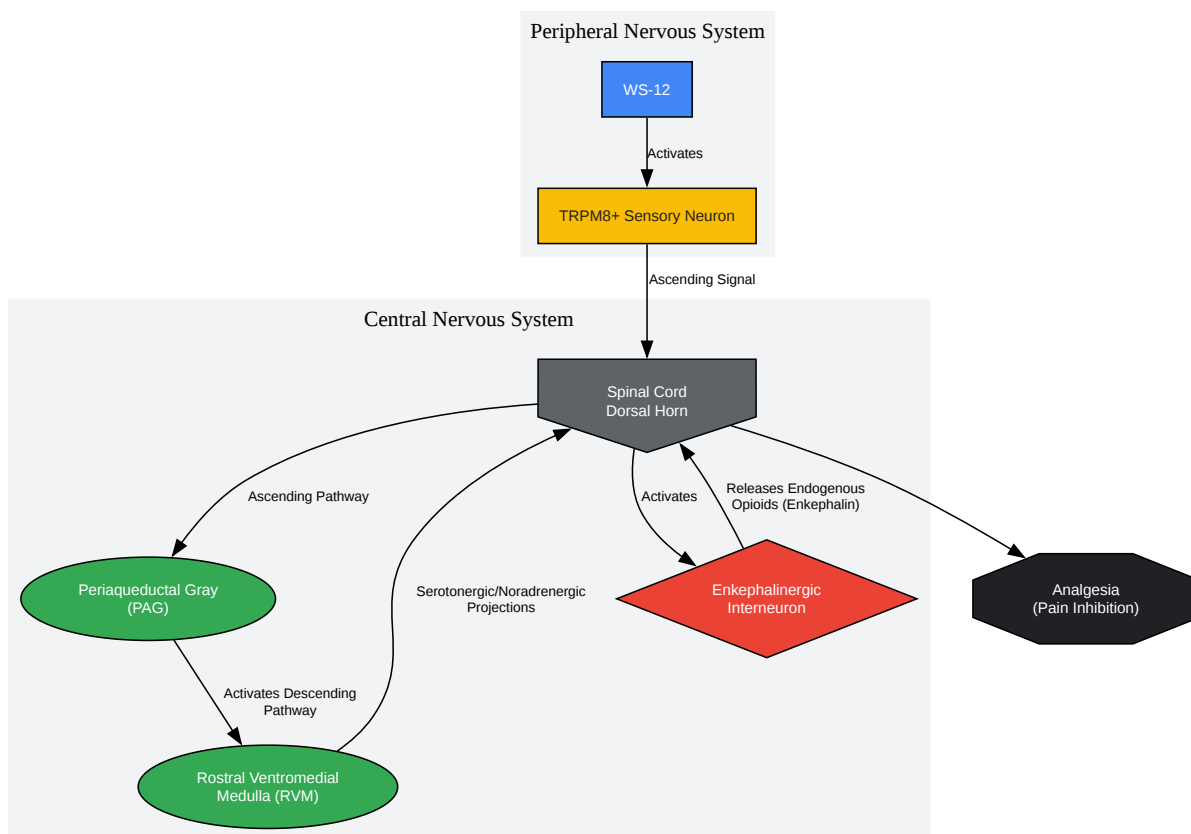 Peripheral Nervous System
WS-12
Activates
TRPM8+ Sensory Neuron
Ascending Signal
Central Nervous System
Spinal Cord
Dorsal Horn
Ascending Pathway
Activates
Releases Endogenous
Opioids (Enkephalin)
Periaqueductal Gray
(PAG)
Serotonergic/Noradrenergic
Projections
Enkephalinergic
Interneuron
Analgesia
(Pain Inhibition)
Activates Descending
Pathway
Rostral Ventromedial
Medulla (RVM)